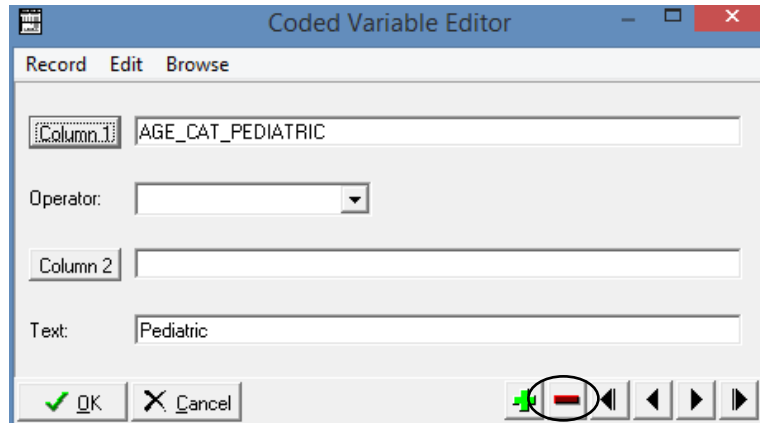 Coded Variable Editor
Record Edit Browse
Column 1 AGE_CAT_PEDIATRIC
Operator:
Column 2
Text: Pediatric
OK Cancel